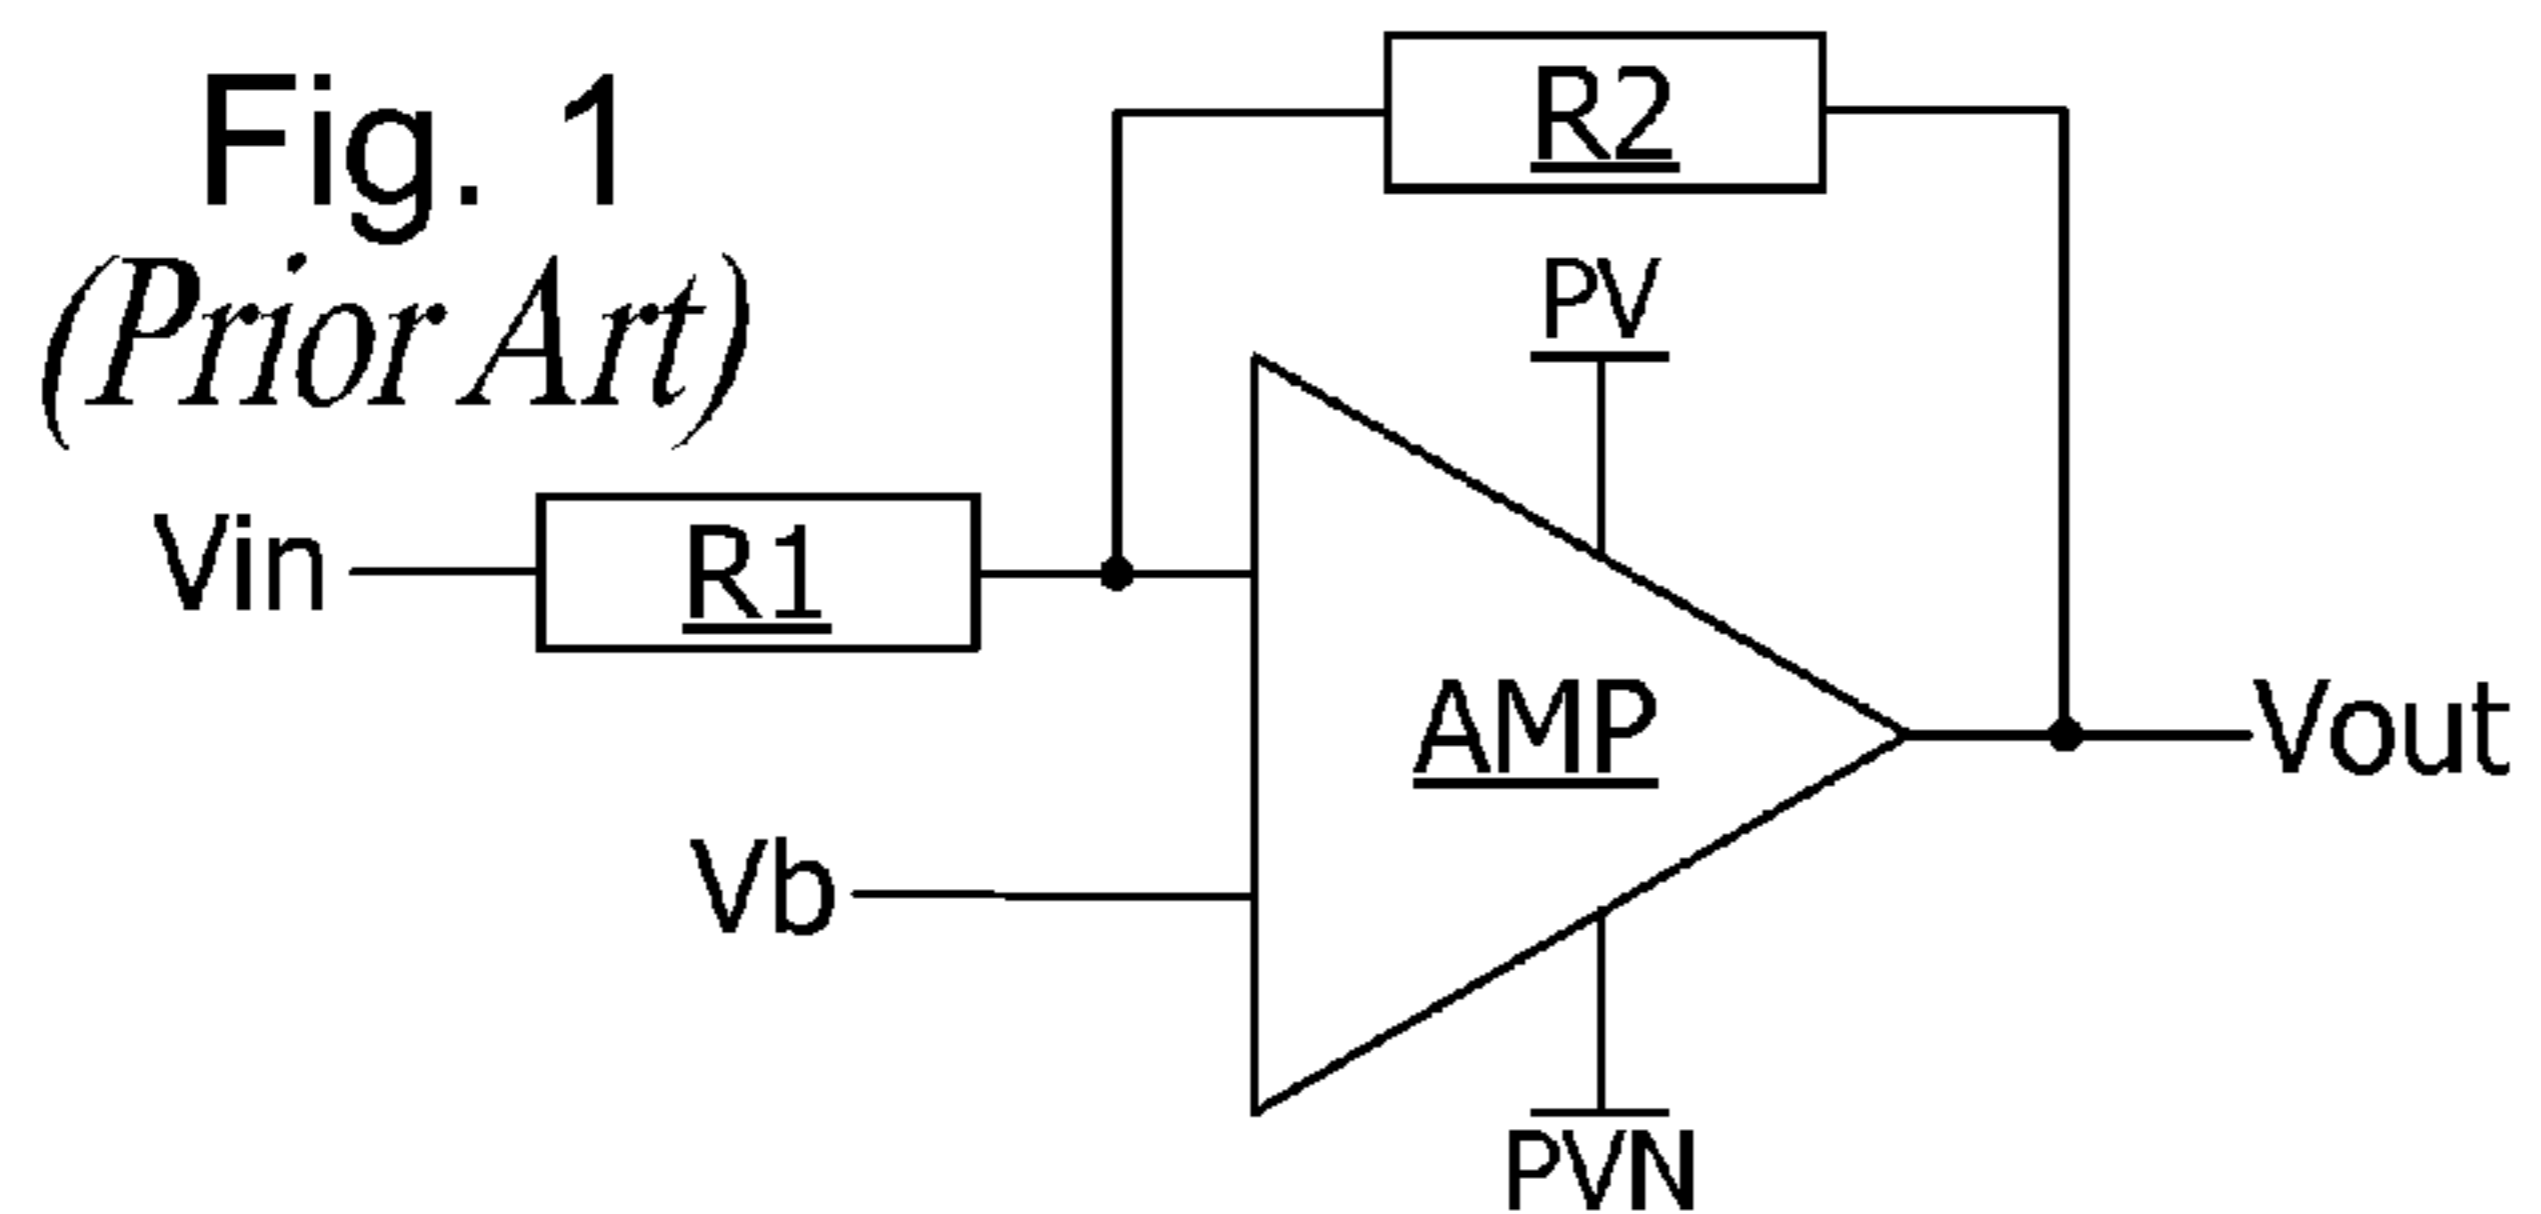 Fig. 1
(Prior Art)
R2
PV
Vin
R1
AMP
Vout
Vb
PVN